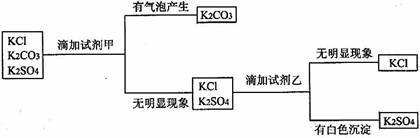 有气泡产生
K2CO3
KCl
K2CO3
K2SO4
滴加试剂甲
无明显现象
KCl
K2SO4
滴加试剂乙
无明显现象
KCl
有白色沉淀
K2SO4